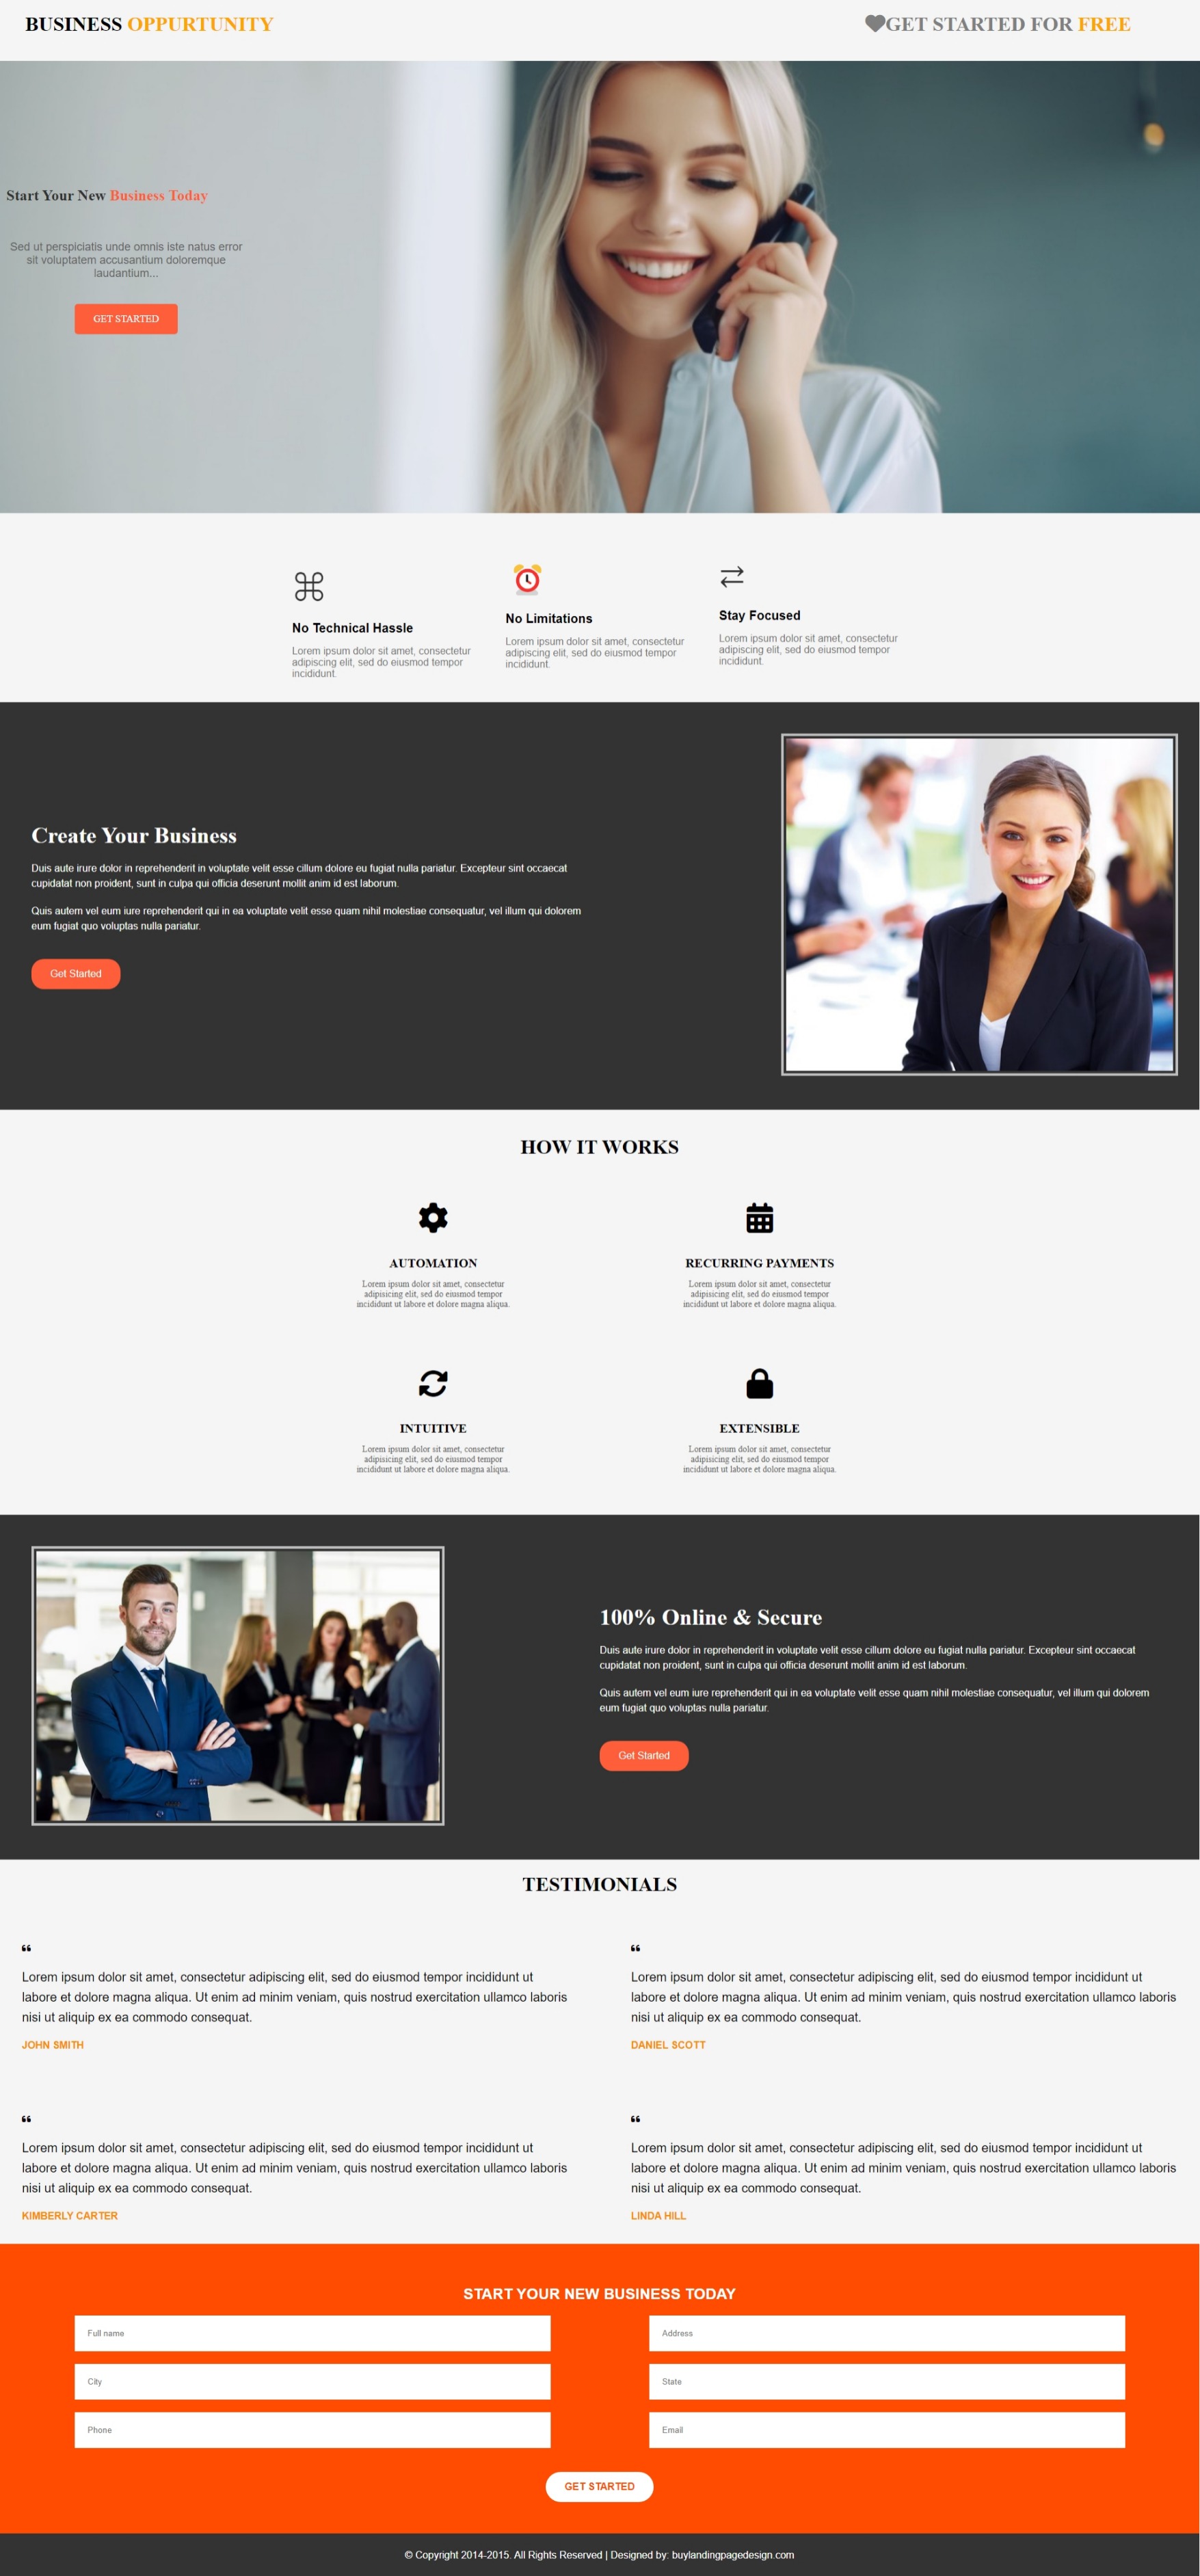 BUSINESS OPPURTUNITY
GET STARTED FOR FREE
Start Your New Business Today
Sed ut perspiciatis unde omnis iste natus error
sit voluptatem accusantium doloremque
laudantium...
GET STARTED
No Technical Hassle
Lorem ipsum dolor sit amet, consectetur
adipiscing elit, sed do eiusmod tempor
incididunt.
No Limitations
Lorem ipsum dolor sit amet, consectetur
adipiscing elit, sed do eiusmod tempor
incididunt.
Stay Focused
Lorem ipsum dolor sit amet, consectetur
adipiscing elit, sed do eiusmod tempor
incididunt.
Create Your Business
Duis aute irure dolor in reprehenderit in voluptate velit esse cillum dolore eu fugiat nulla pariatur. Excepteur sint occaecat
cupidatat non proident, sunt in culpa qui officia deserunt mollit anim id est laborum.
Quis autem vel eum iure reprehenderit qui in ea voluptate velit esse quam nihil molestiae consequatur, vel illum qui dolorem
eum fugiat quo voluptas nulla pariatur.
Get Started
HOW IT WORKS
AUTOMATION
Lorem ipsum dolor sit amet, consectetur
adipisicing elit, sed do eiusmod tempor
incididunt ut labore et dolore magna aliqua.
RECURRING PAYMENTS
Lorem ipsum dolor sit amet, consectetur
adipisicing elit, sed do eiusmod tempor
incididunt ut labore et dolore magna aliqua.
INTUITIVE
Lorem ipsum dolor sit amet, consectetur
adipisicing elit, sed do eiusmod tempor
incididunt ut labore et dolore magna aliqua.
EXTENSIBLE
Lorem ipsum dolor sit amet, consectetur
adipisicing elit, sed do eiusmod tempor
incididunt ut labore et dolore magna aliqua.
100% Online & Secure
Duis aute irure dolor in reprehenderit in voluptate velit esse cillum dolore eu fugiat nulla pariatur. Excepteur sint occaecat
cupidatat non proident, sunt in culpa qui officia deserunt mollit anim id est laborum.
Quis autem vel eum iure reprehenderit qui in ea voluptate velit esse quam nihil molestiae consequatur, vel illum qui dolorem
eum fugiat quo voluptas nulla pariatur.
Get Started
TESTIMONIALS
“
Lorem ipsum dolor sit amet, consectetur adipiscing elit, sed do eiusmod tempor incididunt ut
labore et dolore magna aliqua. Ut enim ad minim veniam, quis nostrud exercitation ullamco laboris
nisi ut aliquip ex ea commodo consequat.
JOHN SMITH
“
Lorem ipsum dolor sit amet, consectetur adipiscing elit, sed do eiusmod tempor incididunt ut
labore et dolore magna aliqua. Ut enim ad minim veniam, quis nostrud exercitation ullamco laboris
nisi ut aliquip ex ea commodo consequat.
DANIEL SCOTT
“
Lorem ipsum dolor sit amet, consectetur adipiscing elit, sed do eiusmod tempor incididunt ut
labore et dolore magna aliqua. Ut enim ad minim veniam, quis nostrud exercitation ullamco laboris
nisi ut aliquip ex ea commodo consequat.
KIMBERLY CARTER
“
Lorem ipsum dolor sit amet, consectetur adipiscing elit, sed do eiusmod tempor incididunt ut
labore et dolore magna aliqua. Ut enim ad minim veniam, quis nostrud exercitation ullamco laboris
nisi ut aliquip ex ea commodo consequat.
LINDA HILL
START YOUR NEW BUSINESS TODAY
Full name
Address
City
State
Phone
Email
GET STARTED
© Copyright 2014-2015. All Rights Reserved | Designed by: buylandingpagedesign.com